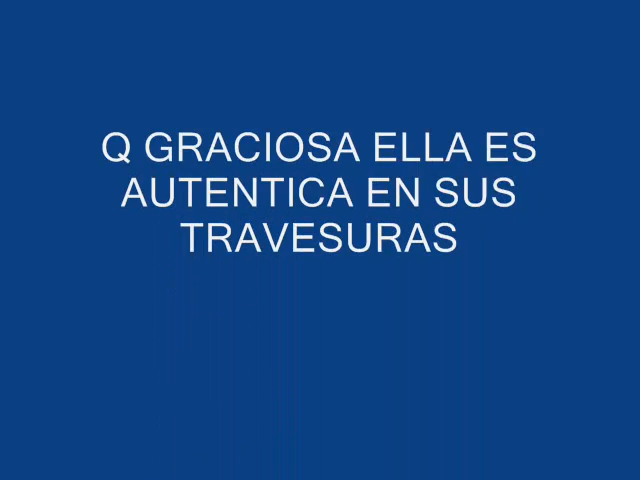 Q GRACIOSA ELLA ES
AUTENTICA EN SUS
TRAVESURAS